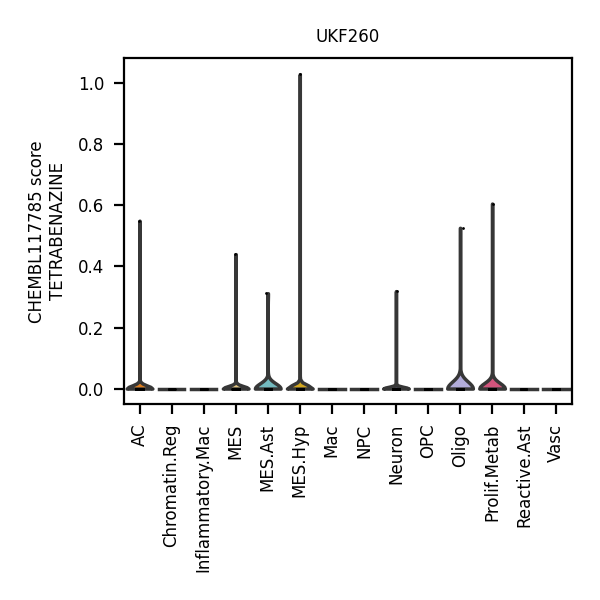 UKF260
CHEMBL117785 score
TETRABENAZINE
1.0
0.8
0.6
0.4
0.2
0.0
AC
Chromatin.Reg
Inflammatory.Mac
MES
MES.Ast
MES.Hyp
Mac
NPC
Neuron
OPC
Oligo
Prolif.Metab
Reactive.Ast
Vasc